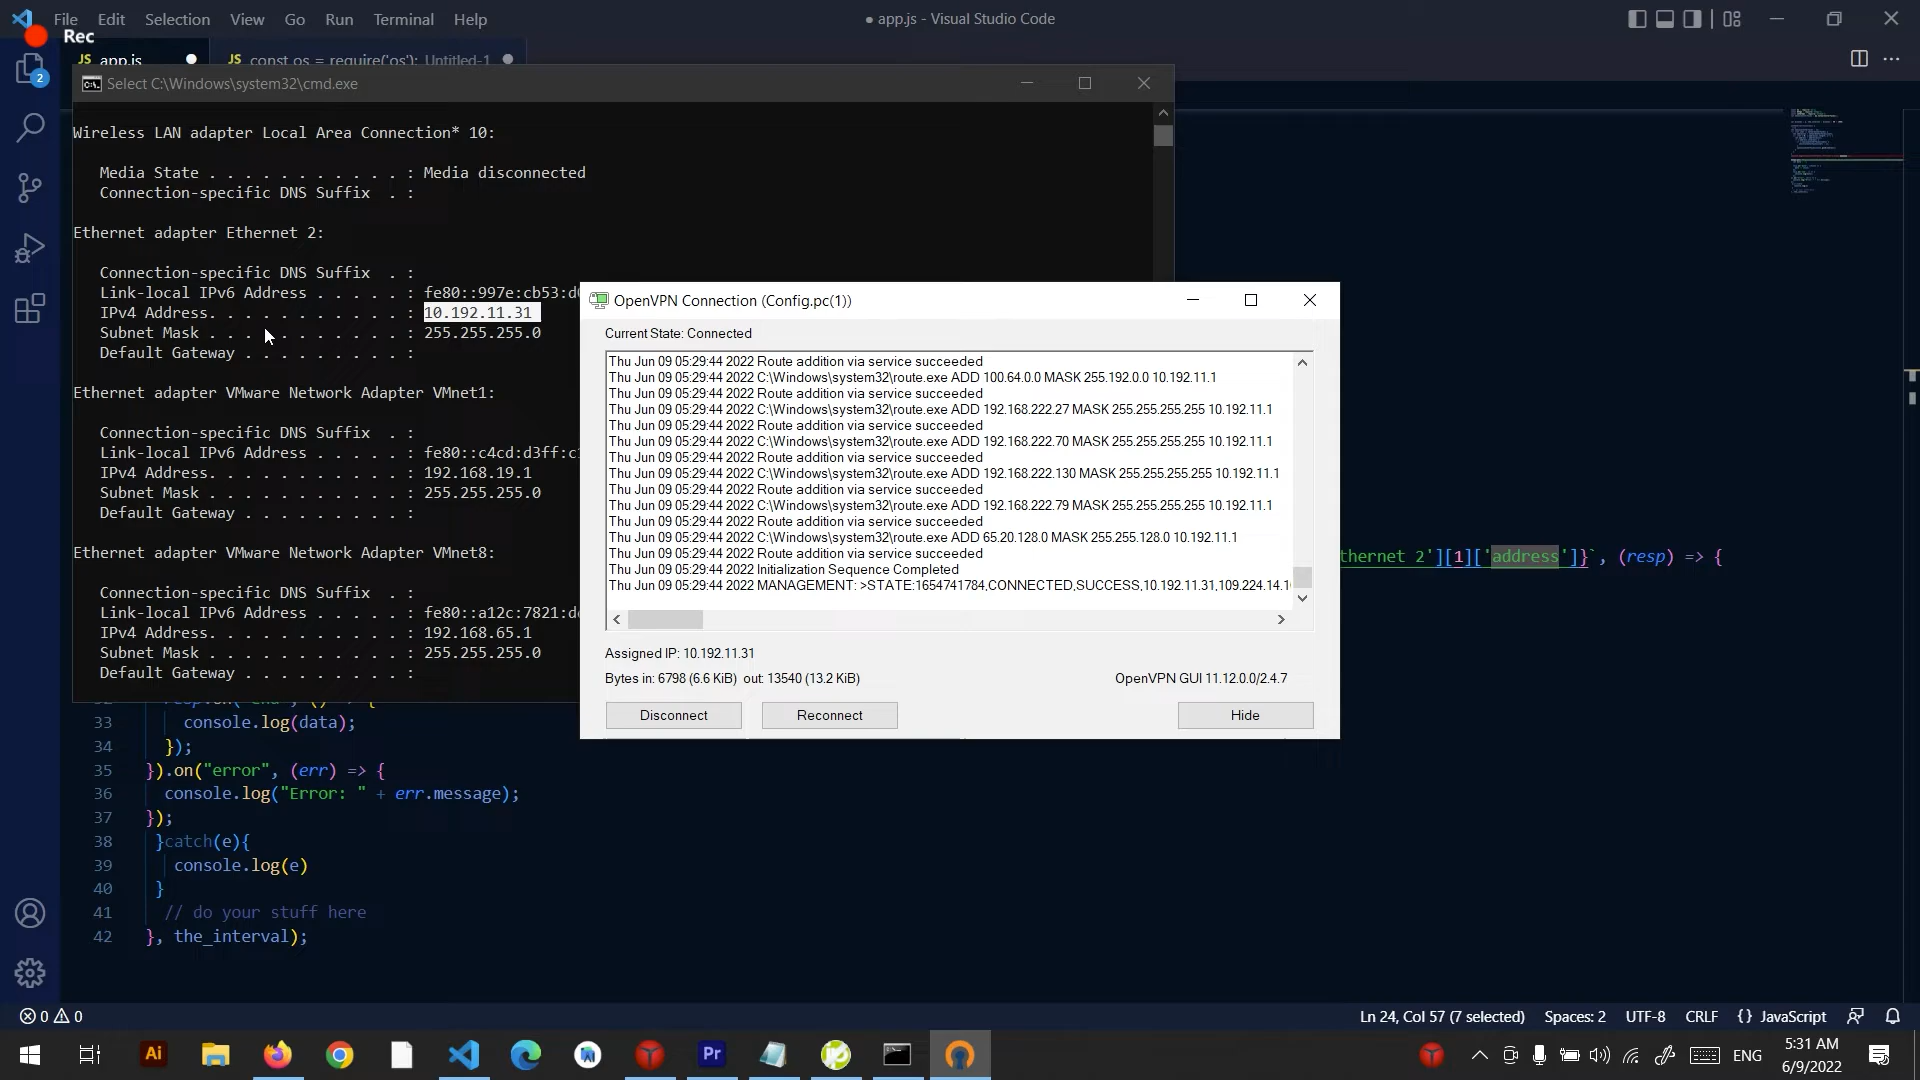 File Edit Selection View Go Run Terminal Help
● app.js - Visual Studio Code
Rec
JS app.js ●
JS const os = require('os'); Untitled-1 ●
2
Select C:\Windows\system32\cmd.exe
Wireless LAN adapter Local Area Connection* 10:
Media State . . . . . . . . . . . : Media disconnected
Connection-specific DNS Suffix  . :
Ethernet adapter Ethernet 2:
Connection-specific DNS Suffix  . :
Link-local IPv6 Address . . . . . : fe80::997e:cb53:d
IPv4 Address. . . . . . . . . . . : 10.192.11.31
Subnet Mask . . . . . . . . . . . : 255.255.255.0
Default Gateway . . . . . . . . . :
Ethernet adapter VMware Network Adapter VMnet1:
Connection-specific DNS Suffix  . :
Link-local IPv6 Address . . . . . : fe80::c4cd:d3ff:c
IPv4 Address. . . . . . . . . . . : 192.168.19.1
Subnet Mask . . . . . . . . . . . : 255.255.255.0
Default Gateway . . . . . . . . . :
Ethernet adapter VMware Network Adapter VMnet8:
Connection-specific DNS Suffix  . :
Link-local IPv6 Address . . . . . : fe80::a12c:7821:d
IPv4 Address. . . . . . . . . . . : 192.168.65.1
Subnet Mask . . . . . . . . . . . : 255.255.255.0
Default Gateway . . . . . . . . . :
OpenVPN Connection (Config.pc(1))
Current State: Connected
Thu Jun 09 05:29:44 2022 Route addition via service succeeded
Thu Jun 09 05:29:44 2022 C:\Windows\system32\route.exe ADD 100.64.0.0 MASK 255.192.0.0 10.192.11.1
Thu Jun 09 05:29:44 2022 Route addition via service succeeded
Thu Jun 09 05:29:44 2022 C:\Windows\system32\route.exe ADD 192.168.222.27 MASK 255.255.255.255 10.192.11.1
Thu Jun 09 05:29:44 2022 Route addition via service succeeded
Thu Jun 09 05:29:44 2022 C:\Windows\system32\route.exe ADD 192.168.222.70 MASK 255.255.255.255 10.192.11.1
Thu Jun 09 05:29:44 2022 Route addition via service succeeded
Thu Jun 09 05:29:44 2022 C:\Windows\system32\route.exe ADD 192.168.222.130 MASK 255.255.255.255 10.192.11.1
Thu Jun 09 05:29:44 2022 Route addition via service succeeded
Thu Jun 09 05:29:44 2022 C:\Windows\system32\route.exe ADD 192.168.222.79 MASK 255.255.255.255 10.192.11.1
Thu Jun 09 05:29:44 2022 Route addition via service succeeded
Thu Jun 09 05:29:44 2022 C:\Windows\system32\route.exe ADD 65.20.128.0 MASK 255.255.128.0 10.192.11.1
Thu Jun 09 05:29:44 2022 Route addition via service succeeded
Thu Jun 09 05:29:44 2022 Initialization Sequence Completed
Thu Jun 09 05:29:44 2022 MANAGEMENT: >STATE:1654741784,CONNECTED,SUCCESS,10.192.11.31,109.224.14.1
Assigned IP: 10.192.11.31
Bytes in: 6798 (6.6 KiB) out: 13540 (13.2 KiB)
OpenVPN GUI 11.12.0.0/2.4.7
Disconnect Reconnect Hide
thernet 2'][1]['address']}`, (resp) => {
33 console.log(data);
34 });
35 }).on("error", (err) => {
36 console.log("Error: " + err.message);
37 });
38 }catch(e){
39 console.log(e)
40 }
41 // do your stuff here
42 }, the_interval);
0 0
Ln 24, Col 57 (7 selected) Spaces: 2 UTF-8 CRLF {} JavaScript
Ai
Pr
ENG
5:31 AM
6/9/2022